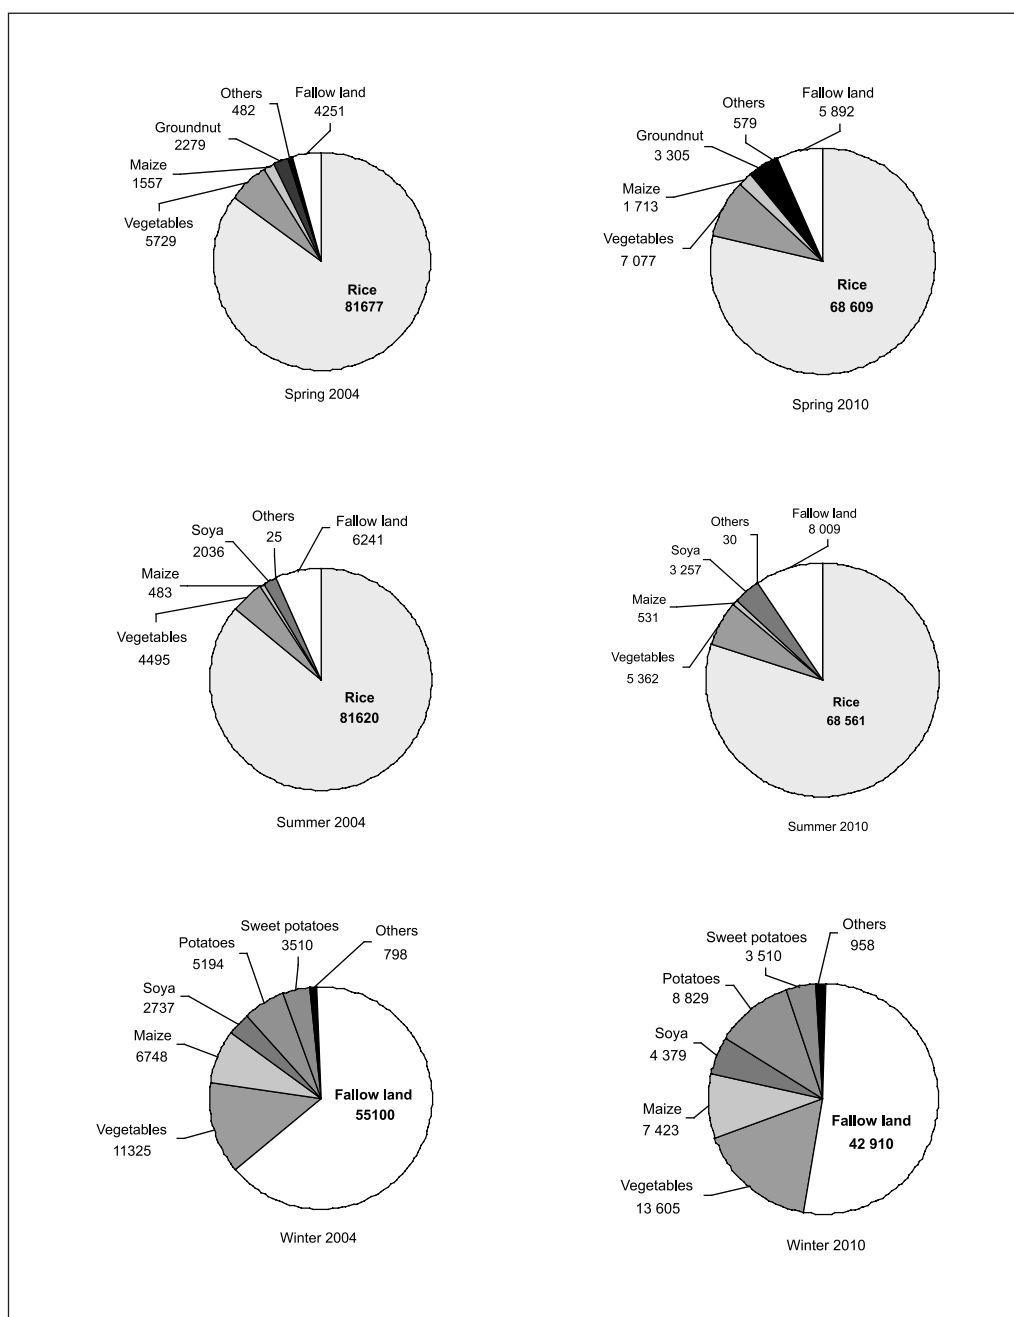 Others
482
Fallow land
4251
Groundnut
2279
Maize
1557
Vegetables
5729
Rice
81677
Spring 2004
Others
579
Fallow land
5 892
Groundnut
3 305
Maize
1 713
Vegetables
7 077
Rice
68 609
Spring 2010
Soya
2036
Others
25
Fallow land
6241
Maize
483
Vegetables
4495
Rice
81620
Summer 2004
Others
30
Fallow land
8 009
Soya
3 257
Maize
531
Vegetables
5 362
Rice
68 561
Summer 2010
Sweet potatoes
3510
Others
798
Potatoes
5194
Soya
2737
Maize
6748
Vegetables
11325
Fallow land
55100
Winter 2004
Sweet potatoes
3 510
Others
958
Potatoes
8 829
Soya
4 379
Maize
7 423
Vegetables
13 605
Fallow land
42 910
Winter 2010